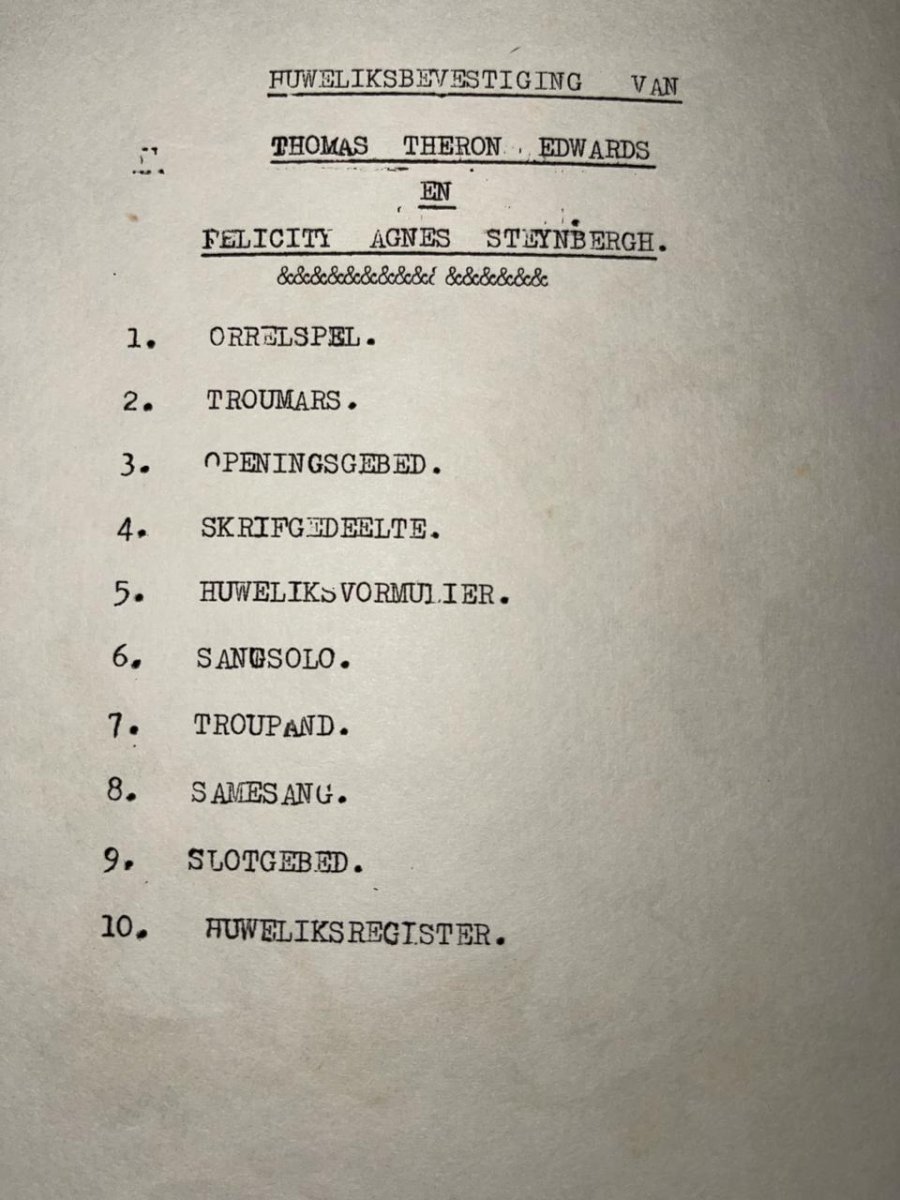 HUWELIKSBEVESTIGING VAN
THOMAS THERON EDWARDS
EN
FELICITY AGNES STEYNBERGH.
&&&&&&&&&& &&&&&&
1. ORRELSPEL.
2. TROUMARS.
3. OPENINGSGEBED.
4. SKRIFGEDEELTE.
5. HUWELIKSVORMULIER.
6. SANGSOLO.
7. TROUPAND.
8. SAMESANG.
9. SLOTGEBED.
10. HUWELIKSREGISTER.